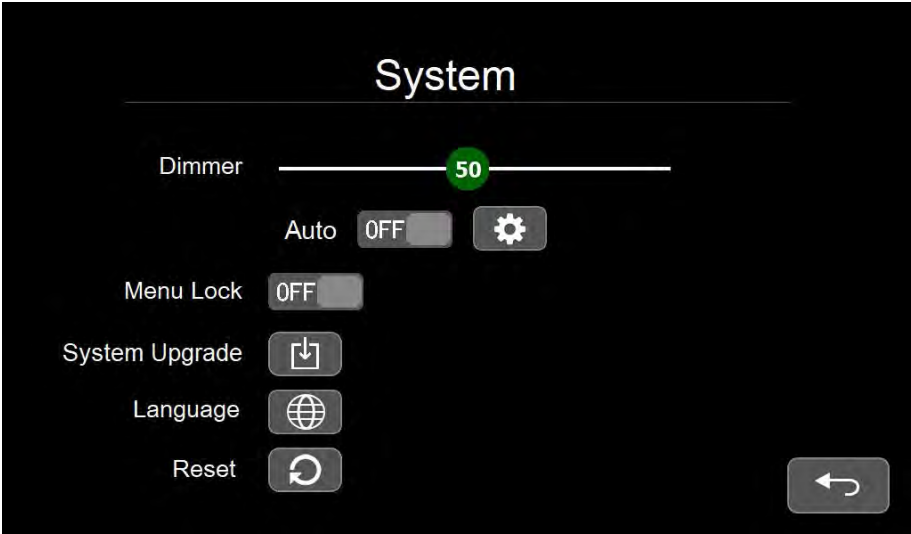 System
Dimmer 50
Auto OFF
Menu Lock OFF
System Upgrade
Language
Reset